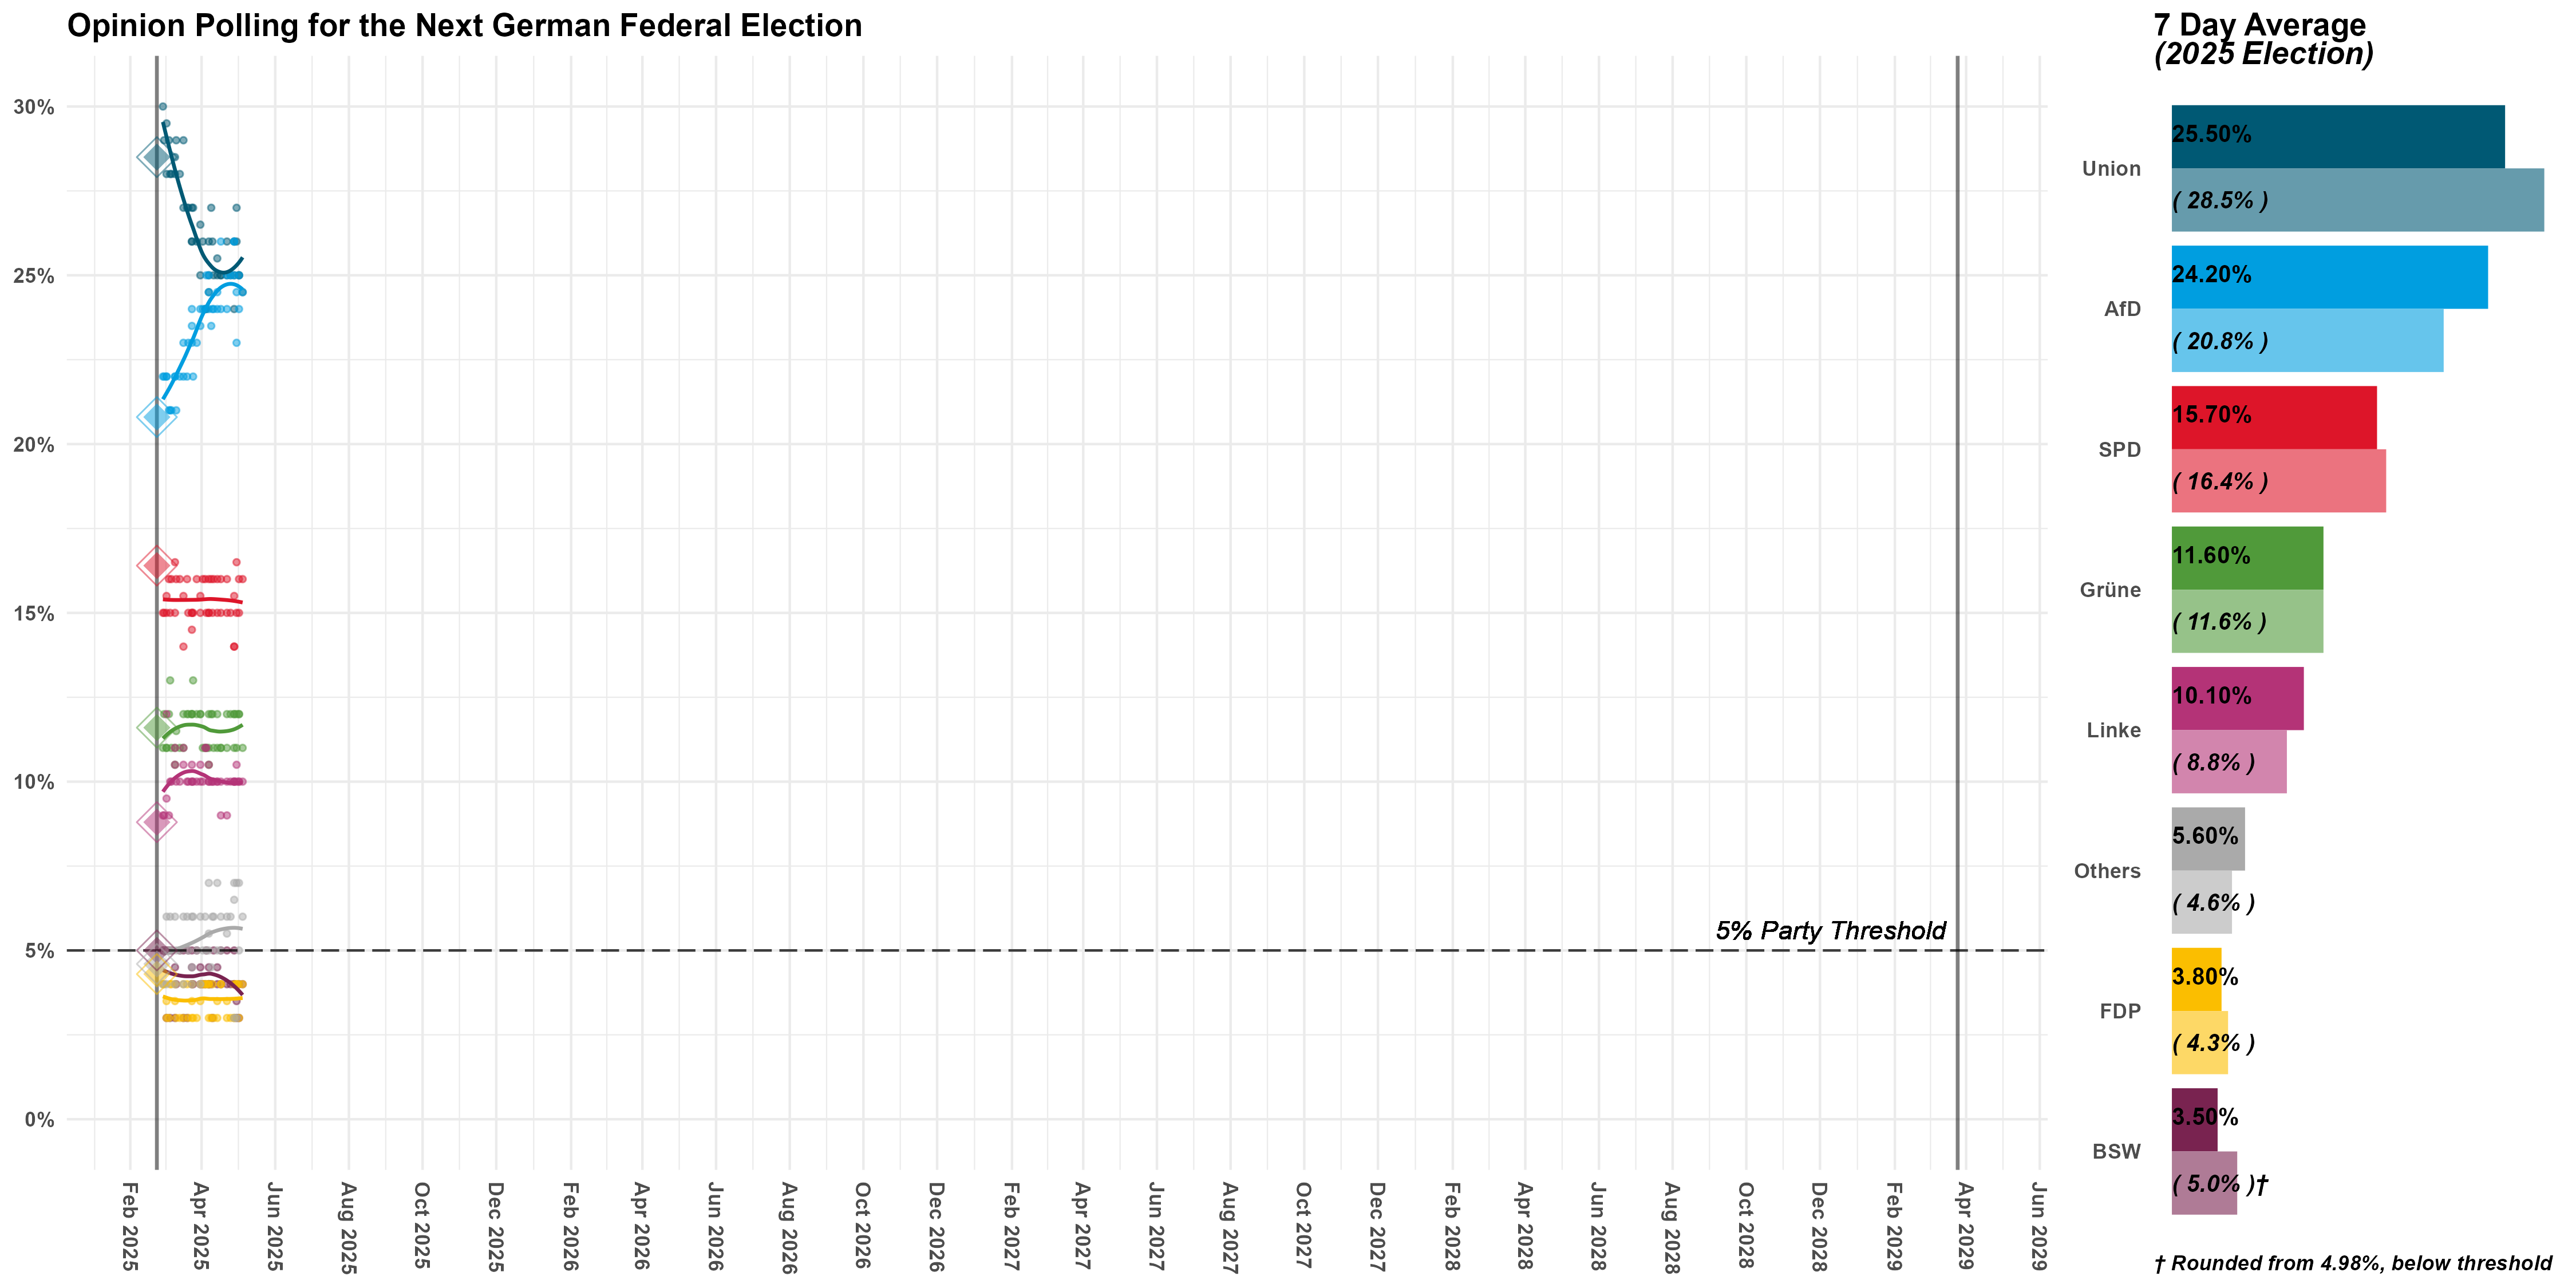 Opinion Polling for the Next German Federal Election
30%
25%
20%
15%
10%
5%
0%
5% Party Threshold
Feb 2025
Apr 2025
Jun 2025
Aug 2025
Oct 2025
Dec 2025
Feb 2026
Apr 2026
Jun 2026
Aug 2026
Oct 2026
Dec 2026
Feb 2027
Apr 2027
Jun 2027
Aug 2027
Oct 2027
Dec 2027
Feb 2028
Apr 2028
Jun 2028
Aug 2028
Oct 2028
Dec 2028
Feb 2029
Apr 2029
Jun 2029
7 Day Average
(2025 Election)
Union
25.50%
( 28.5% )
AfD
24.20%
( 20.8% )
SPD
15.70%
( 16.4% )
Grüne
11.60%
( 11.6% )
Linke
10.10%
( 8.8% )
Others
5.60%
( 4.6% )
FDP
3.80%
( 4.3% )
BSW
3.50%
( 5.0% )†
† Rounded from 4.98%, below threshold